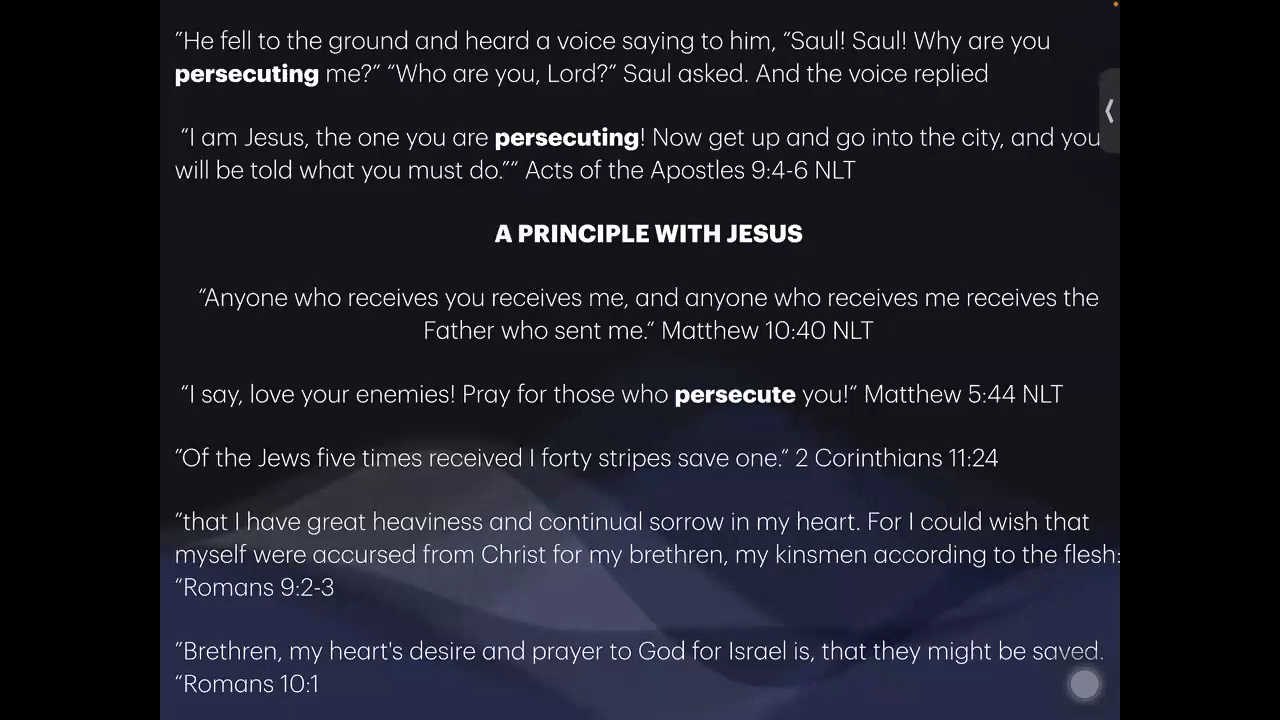 ”He fell to the ground and heard a voice saying to him, “Saul! Saul! Why are you
persecuting me?” “Who are you, Lord?” Saul asked. And the voice replied
“I am Jesus, the one you are persecuting! Now get up and go into the city, and you
will be told what you must do.”“ Acts of the Apostles 9:4-6 NLT
A PRINCIPLE WITH JESUS
“Anyone who receives you receives me, and anyone who receives me receives the
Father who sent me.“ Matthew 10:40 NLT
“I say, love your enemies! Pray for those who persecute you!“ Matthew 5:44 NLT
”Of the Jews five times received I forty stripes save one.“ 2 Corinthians 11:24
”that I have great heaviness and continual sorrow in my heart. For I could wish that
myself were accursed from Christ for my brethren, my kinsmen according to the flesh:
“Romans 9:2-3
”Brethren, my heart's desire and prayer to God for Israel is, that they might be saved.
“Romans 10:1